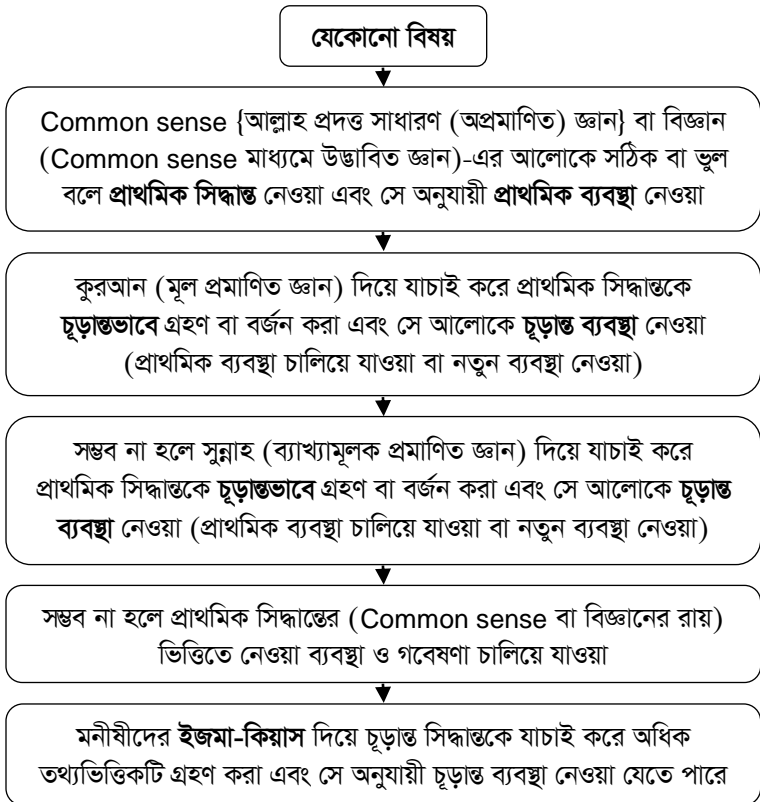 যেকোনো বিষয়
Common sense {আল্লাহ প্রদত্ত সাধারণ (অপ্রমাণিত) জ্ঞান} বা বিজ্ঞান
(Common sense মাধ্যমে উদ্ভাবিত জ্ঞান)-এর আলোকে সঠিক বা ভুল
বলে প্রাথমিক সিদ্ধান্ত নেওয়া এবং সে অনুযায়ী প্রাথমিক ব্যবস্থা নেওয়া
কুরআন (মূল প্রমাণিত জ্ঞান) দিয়ে যাচাই করে প্রাথমিক সিদ্ধান্তকে
চূড়ান্তভাবে গ্রহণ বা বর্জন করা এবং সে আলোকে চূড়ান্ত ব্যবস্থা নেওয়া
(প্রাথমিক ব্যবস্থা চালিয়ে যাওয়া বা নতুন ব্যবস্থা নেওয়া)
সম্ভব না হলে সুন্নাহ (ব্যাখ্যামূলক প্রমাণিত জ্ঞান) দিয়ে যাচাই করে
প্রাথমিক সিদ্ধান্তকে চূড়ান্তভাবে গ্রহণ বা বর্জন করা এবং সে আলোকে চূড়ান্ত
ব্যবস্থা নেওয়া (প্রাথমিক ব্যবস্থা চালিয়ে যাওয়া বা নতুন ব্যবস্থা নেওয়া)
সম্ভব না হলে প্রাথমিক সিদ্ধান্তের (Common sense বা বিজ্ঞানের রায়)
ভিত্তিতে নেওয়া ব্যবস্থা ও গবেষণা চালিয়ে যাওয়া
মনীষীদের ইজমা-কিয়াস দিয়ে চূড়ান্ত সিদ্ধান্তকে যাচাই করে অধিক
তথ্যভিত্তিকটি গ্রহণ করা এবং সে অনুযায়ী চূড়ান্ত ব্যবস্থা নেওয়া যেতে পারে